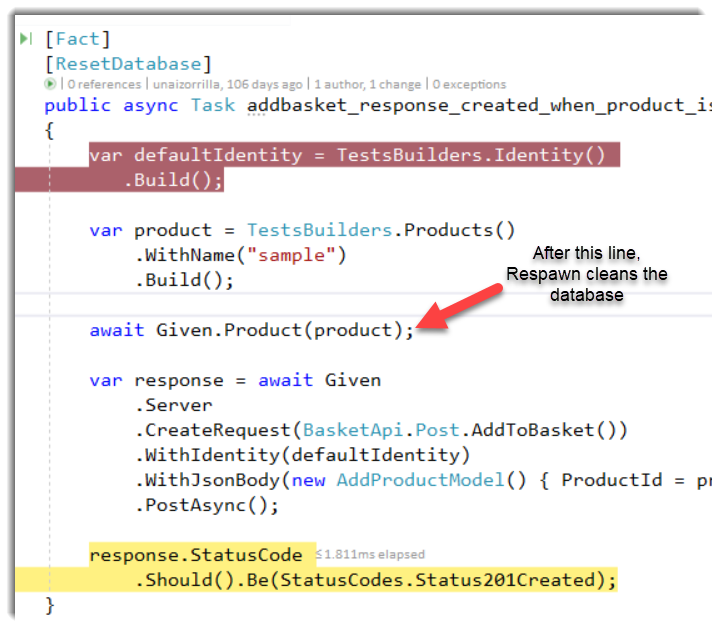 [Fact]
[ResetDatabase]
| 0 references | unaizorrilla, 106 days ago | 1 author, 1 change | 0 exceptions
public async Task addbasket_response_created_when_product_is
{
var defaultIdentity = TestsBuilders.Identity()
.Build();
var product = TestsBuilders.Products()
.WithName("sample")
.Build();
After this line,
Respawn cleans the
database
await Given.Product(product);
var response = await Given
.Server
.CreateRequest(BasketApi.Post.AddToBasket())
.WithIdentity(defaultIdentity)
.WithJsonBody(new AddProductModel() { ProductId = pr
.PostAsync();
response.StatusCode ≤ 1.811ms elapsed
.Should().Be(StatusCodes.Status201Created);
}